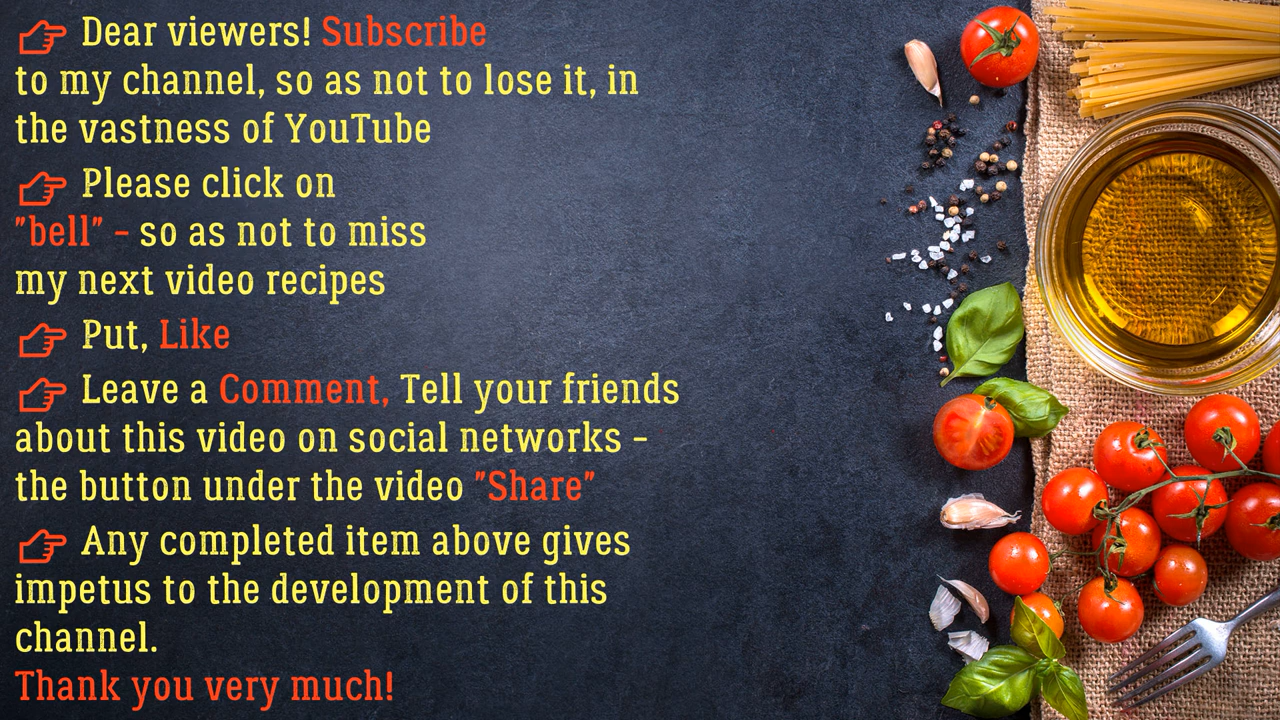 Dear viewers! Subscribe
to my channel, so as not to lose it, in
the vastness of YouTube
Please click on
"bell" - so as not to miss
my next video recipes
Put, Like
Leave a Comment, Tell your friends
about this video on social networks -
the button under the video "Share"
Any completed item above gives
impetus to the development of this
channel.
Thank you very much!